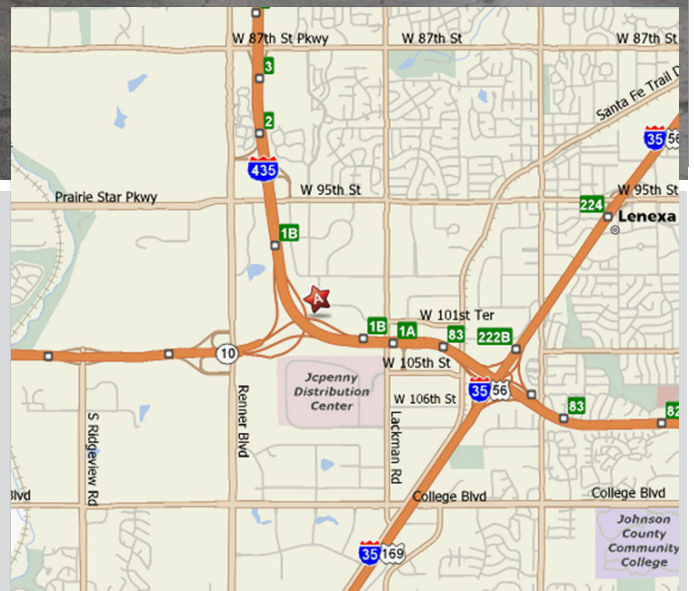 W 87th St Pkwy
W 87th St
W 87th St
3
Santa Fe Trail D
2
35
56
435
W 95th St
W 95th St
Prairie Star Pkwy
224
Lenexa
1B
A
W 101st Ter
1B
1A
83
222B
10
W 105th St
Jcpenny
Distribution
Center
35
56
W 106th St
83
82
Renner Blvd
S Ridgeview Rd
Lackman Rd
Blvd
College Blvd
College Blvd
Johnson
County
Community
College
35
169